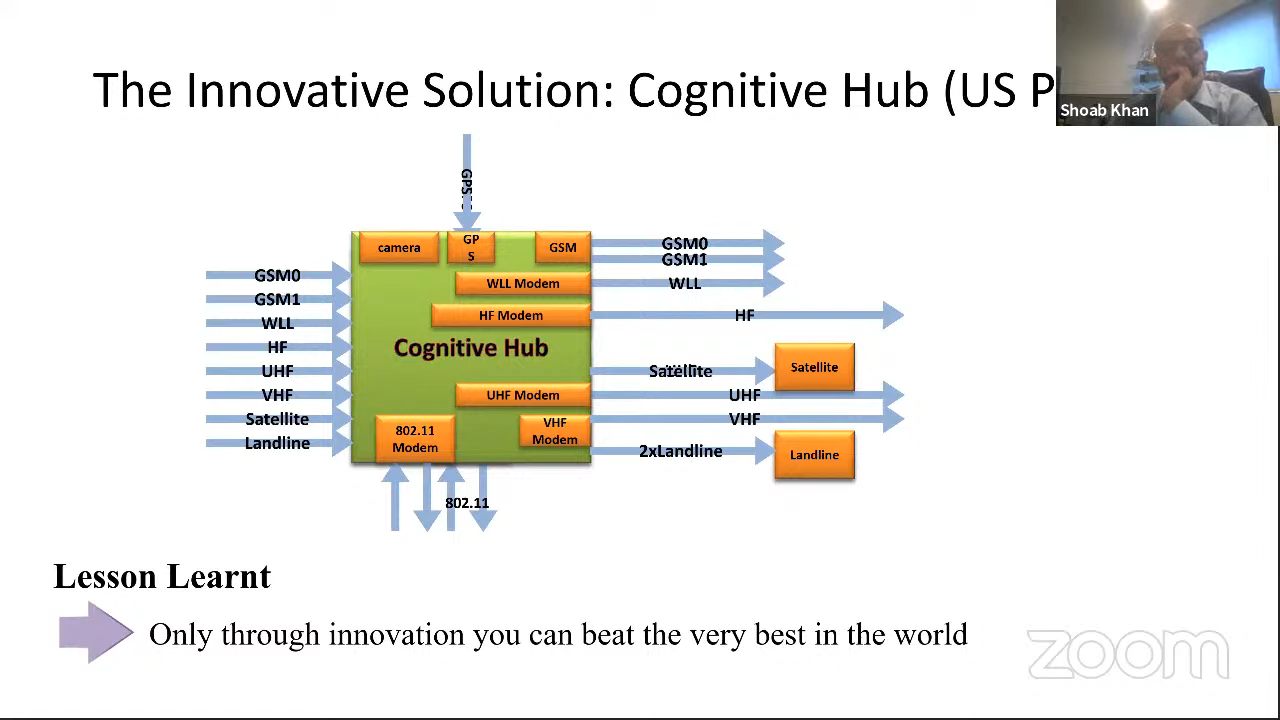 The Innovative Solution: Cognitive Hub (US P
Shoab Khan
GPS
camera
GP
S
GSM
WLL Modem
HF Modem
Cognitive Hub
UHF Modem
802.11
Modem
VHF
Modem
GSM0
GSM1
WLL
HF
UHF
VHF
Satellite
Landline
GSM0
GSM1
WLL
HF
Satellite
UHF
VHF
2xLandline
Satellite
Landline
802.11
Lesson Learnt
Only through innovation you can beat the very best in the world
zoom